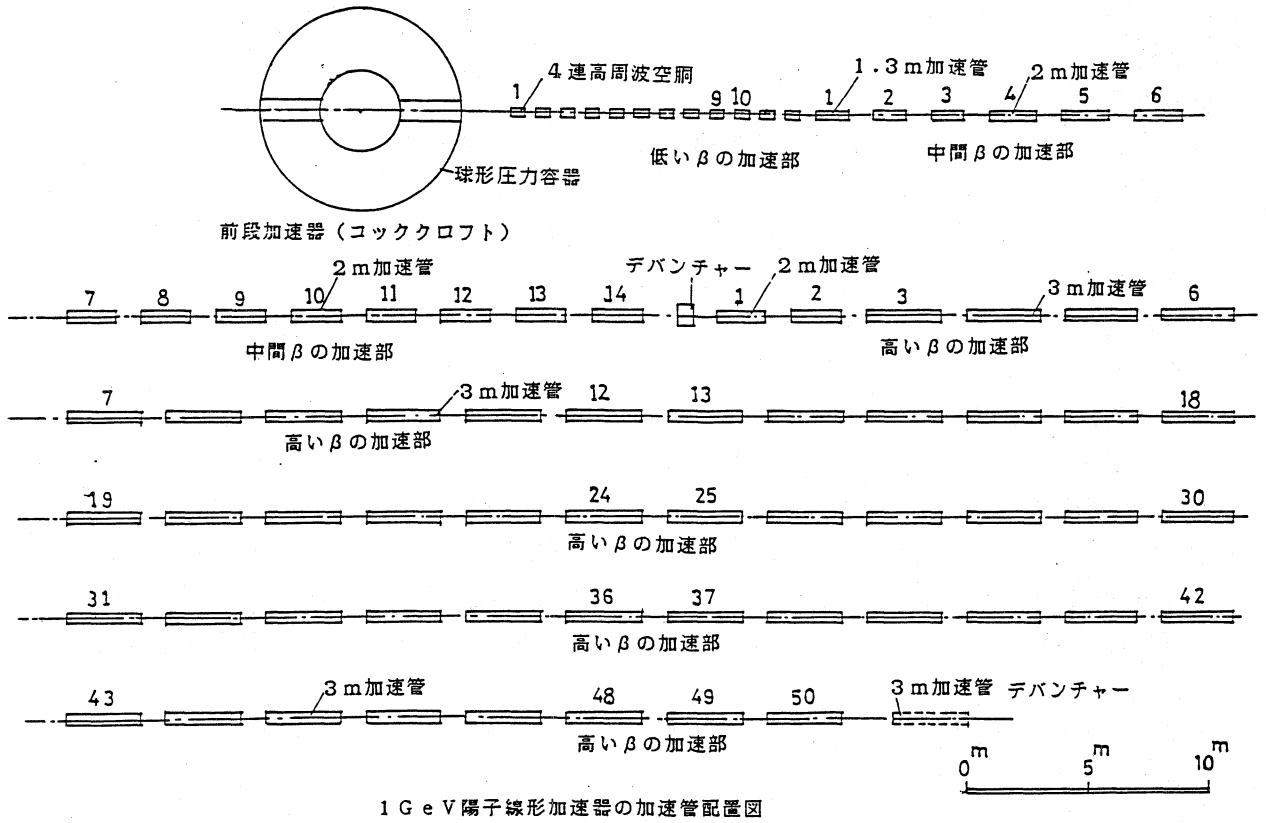 1 4連高周波空胴 9 10 1 1.3m加速管 2 3 4 2m加速管 5 6
低いβの加速部 中間βの加速部
球形圧力容器
前段加速器(コッククロフト)
2m加速管 デバンチャー 2m加速管 3m加速管
7 8 9 10 11 12 13 14 1 2 3 6
中間βの加速部 高いβの加速部
7 3m加速管 12 13 18
高いβの加速部
19 24 25 30
高いβの加速部
31 36 37 42
高いβの加速部
43 3m加速管 48 49 50 3m加速管 デバンチャー
高いβの加速部
0m 5m 10m
1GeV陽子線形加速器の加速管配置図